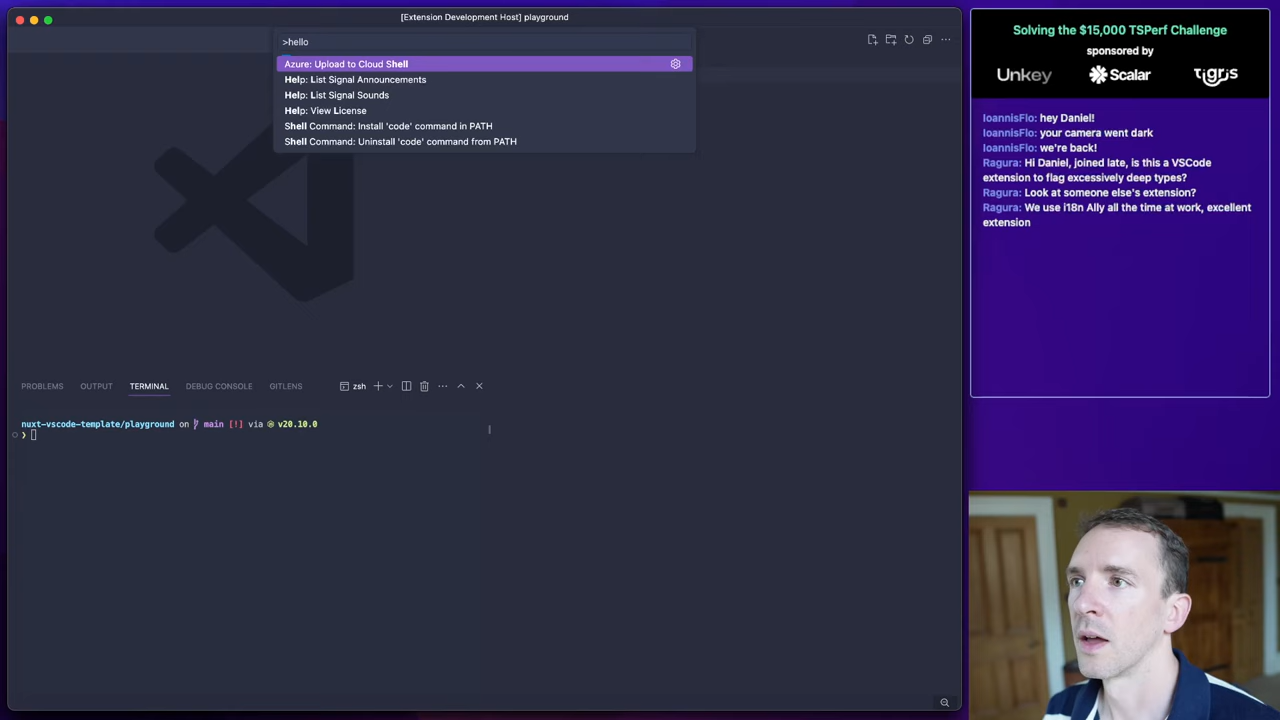 [Extension Development Host] playground
>hello
Azure: Upload to Cloud Shell
Help: List Signal Announcements
Help: List Signal Sounds
Help: View License
Shell Command: Install 'code' command in PATH
Shell Command: Uninstall 'code' command from PATH
PROBLEMS OUTPUT TERMINAL DEBUG CONSOLE GITLENS
zsh
nuxt-vscode-template/playground on main [!] via v20.10.0
❯
Solving the $15,000 TSPerf Challenge
sponsored by
Unkey Scalar tigris
IoannisFlo: hey Daniel!
IoannisFlo: your camera went dark
IoannisFlo: we're back!
Ragura: Hi Daniel, joined late, is this a VSCode
extension to flag excessively deep types?
Ragura: Look at someone else's extension?
Ragura: We use i18n Ally all the time at work, excellent
extension